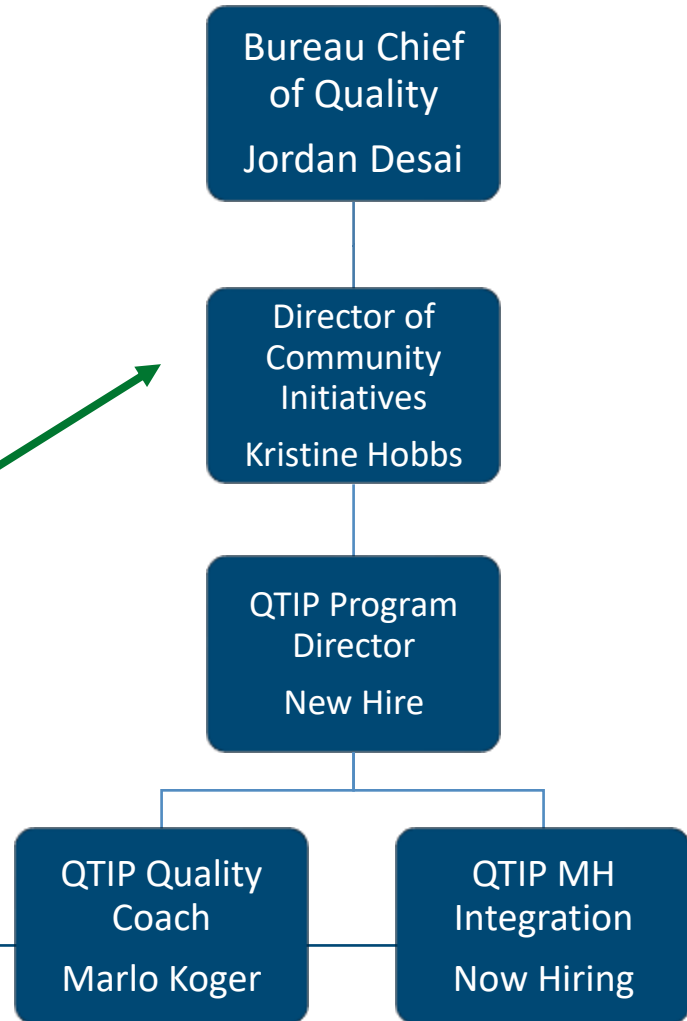 Bureau Chief
of Quality
Jordan Desai
Director of
Community
Initiatives
Kristine Hobbs
QTIP Program
Director
New Hire
QTIP Quality
Coach
Marlo Koger
QTIP MH
Integration
Now Hiring